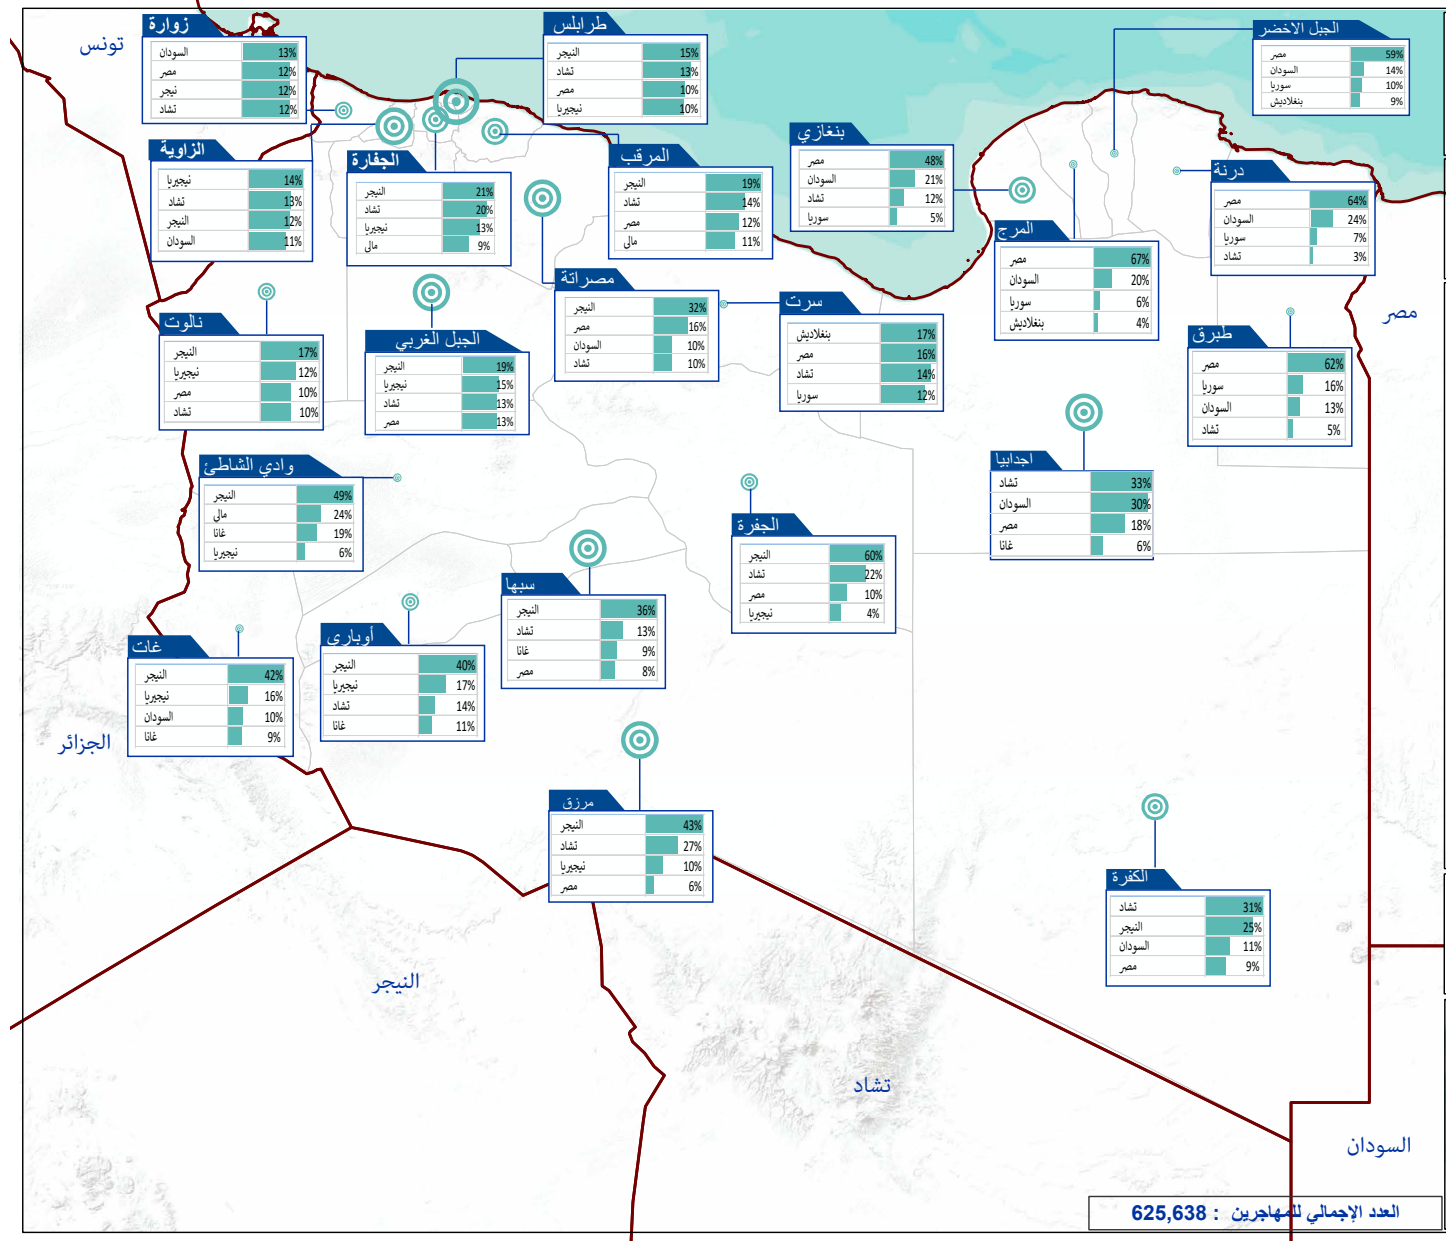 تونس
زوارة
السودان 13%
مصر 12%
نيجر 12%
تشاد 12%
طرابلس
النيجر 15%
تشاد 13%
مصر 10%
نيجيريا 10%
الجبل الاخضر
مصر 59%
السودان 14%
سوريا 10%
بنغلاديش 9%
الزاوية
نيجيريا 14%
تشاد 13%
النيجر 12%
السودان 11%
الجفارة
النيجر 21%
تشاد 20%
نيجيريا 13%
مالي 9%
المرقب
النيجر 19%
تشاد 14%
مصر 12%
مالي 11%
بنغازي
مصر 48%
السودان 21%
تشاد 12%
سوريا 5%
درنة
مصر 64%
السودان 24%
سوريا 7%
تشاد 3%
المرج
مصر 67%
السودان 20%
سوريا 6%
بنغلاديش 4%
مصراتة
النيجر 32%
مصر 16%
السودان 10%
تشاد 10%
سرت
بنغلاديش 17%
مصر 16%
تشاد 14%
سوريا 12%
مصر
نالوت
النيجر 17%
نيجيريا 12%
مصر 10%
تشاد 10%
الجبل الغربي
النيجر 19%
نيجيريا 15%
تشاد 13%
مصر 13%
طبرق
مصر 62%
سوريا 16%
السودان 13%
تشاد 5%
وادي الشاطئ
النيجر 49%
مالي 24%
غانا 19%
نيجيريا 6%
اجدابيا
تشاد 33%
السودان 30%
مصر 18%
غانا 6%
الجفرة
النيجر 60%
تشاد 22%
مصر 10%
نيجيريا 4%
سبها
النيجر 36%
تشاد 13%
غانا 9%
مصر 8%
أوباري
النيجر 40%
نيجيريا 17%
تشاد 14%
غانا 11%
غات
النيجر 42%
نيجيريا 16%
السودان 10%
غانا 9%
الجزائر
مرزق
النيجر 43%
تشاد 27%
نيجيريا 10%
مصر 6%
الكفرة
تشاد 31%
النيجر 25%
السودان 11%
مصر 9%
النيجر
تشاد
السودان
العدد الإجمالي للمهاجرين : 625,638